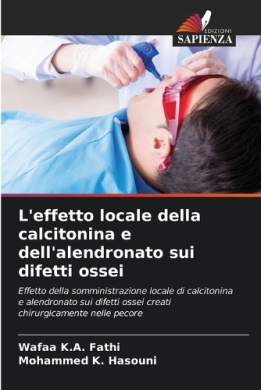 EDIZIONI
SAPIENZA
L'effetto locale della
calcitonina e
dell'alendronato sui
difetti ossei
Effetto della somministrazione locale di calcitonina
e alendronato sui difetti ossei creati
chirurgicamente nelle pecore
Wafaa K.A. Fathi
Mohammed K. Hasouni